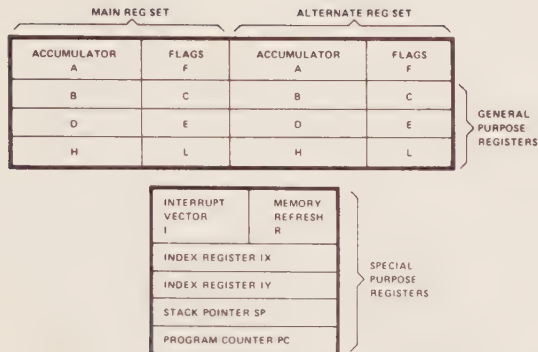 MAIN REG SET
ALTERNATE REG SET
ACCUMULATOR
A
FLAGS
F
ACCUMULATOR
A
FLAGS
F
B
C
B
C
D
E
D
E
H
L
H
L
GENERAL
PURPOSE
REGISTERS
INTERRUPT
VECTOR
I
MEMORY
REFRESH
R
INDEX REGISTER IX
INDEX REGISTER IY
STACK POINTER SP
PROGRAM COUNTER PC
SPECIAL
PURPOSE
REGISTERS